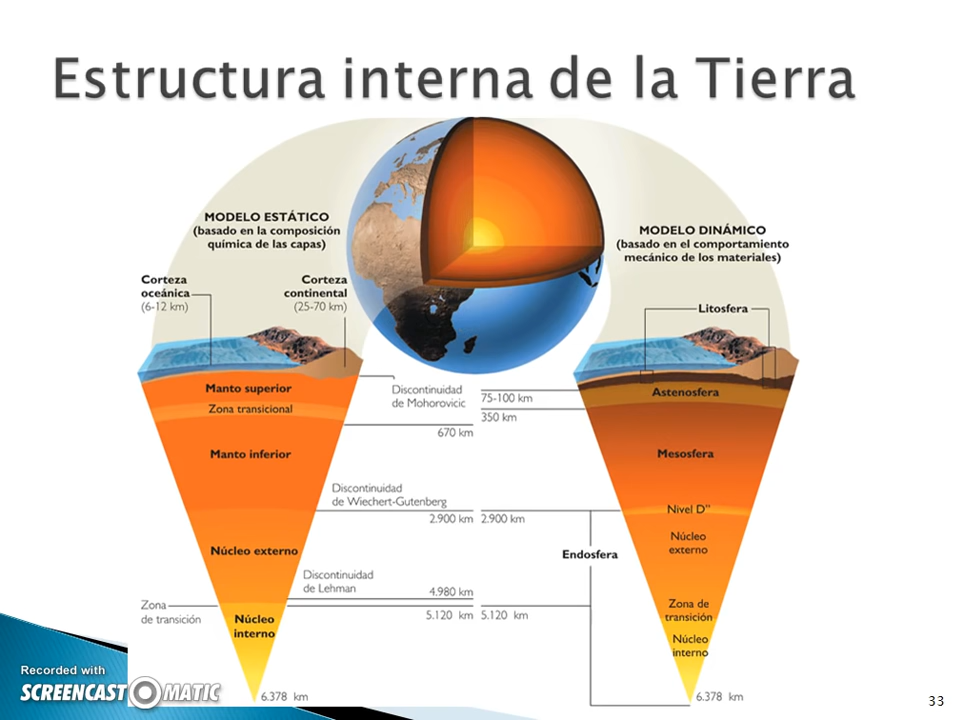 Estructura interna de la Tierra
MODELO ESTÁTICO
(basado en la composición
química de las capas)
Corteza
oceánica
(6-12 km)
Corteza
continental
(25-70 km)
Manto superior
Zona transicional
Manto inferior
Núcleo externo
Núcleo
interno
Zona
de transición
6.378 km
Discontinuidad
de Mohorovicic
670 km
Discontinuidad
de Wiechert-Gutenberg
2.900 km
Discontinuidad
de Lehman
4.980 km
5.120 km
MODELO DINÁMICO
(basado en el comportamiento
mecánico de los materiales)
Litosfera
75-100 km
350 km
2.900 km
5.120 km
Endosfera
Astenosfera
Mesosfera
Nivel D”
Núcleo
externo
Zona de
transición
Núcleo
interno
6.378 km
Recorded with
SCREENCAST O MATIC
33